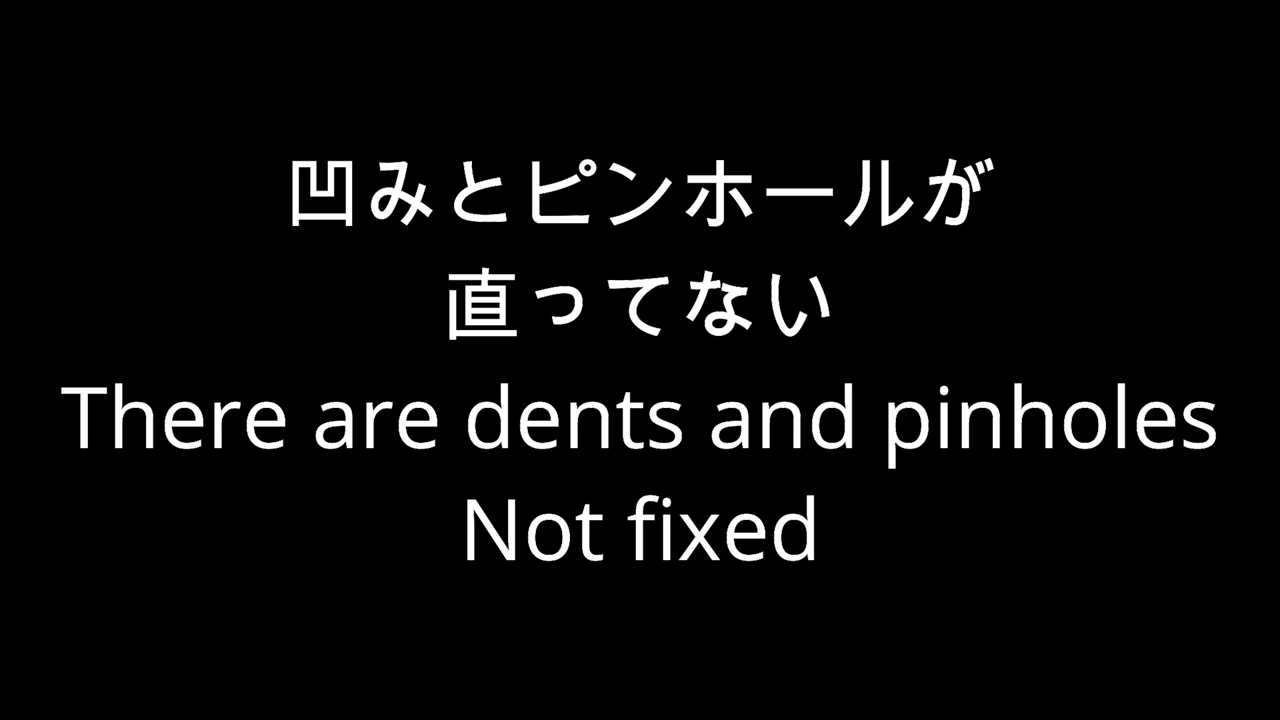 凹みとピンホールが
直ってない
There are dents and pinholes
Not fixed